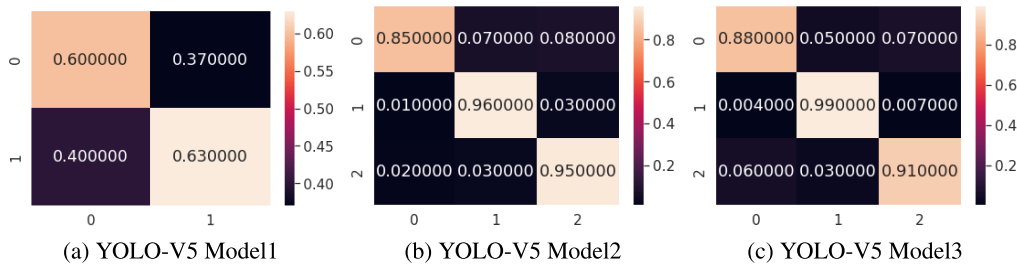 0
0.600000 0.370000
1
0.400000 0.630000
0 1
0.60
0.55
0.50
0.45
0.40
(a) YOLO-V5 Model1
0
0.850000 0.070000 0.080000
1
0.010000 0.960000 0.030000
2
0.020000 0.030000 0.950000
0 1 2
0.8
0.6
0.4
0.2
(b) YOLO-V5 Model2
0
0.880000 0.050000 0.070000
1
0.004000 0.990000 0.007000
2
0.060000 0.030000 0.910000
0 1 2
0.8
0.6
0.4
0.2
(c) YOLO-V5 Model3